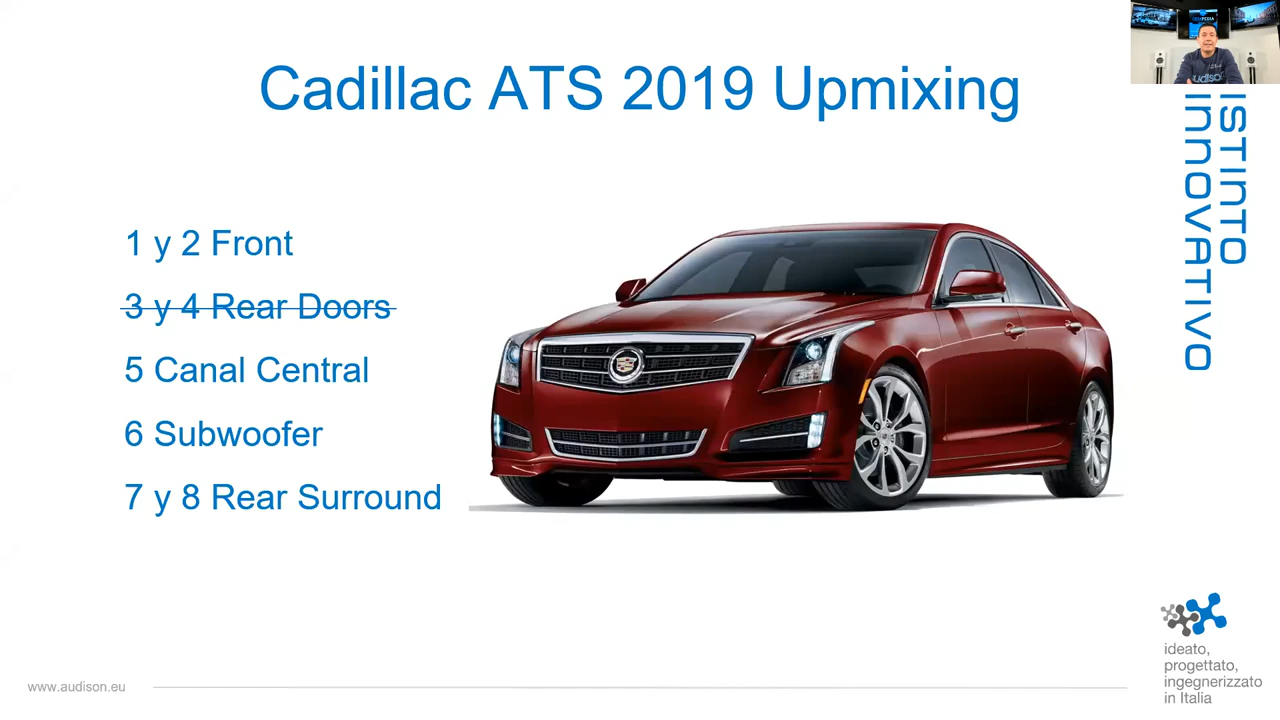 Cadillac ATS 2019 Upmixing
1 y 2 Front
3 y 4 Rear Doors
5 Canal Central
6 Subwoofer
7 y 8 Rear Surround
ISTINTO
INNOVATIVO
ideato,
progettato,
ingegnerizzato
in Italia
www.audison.eu